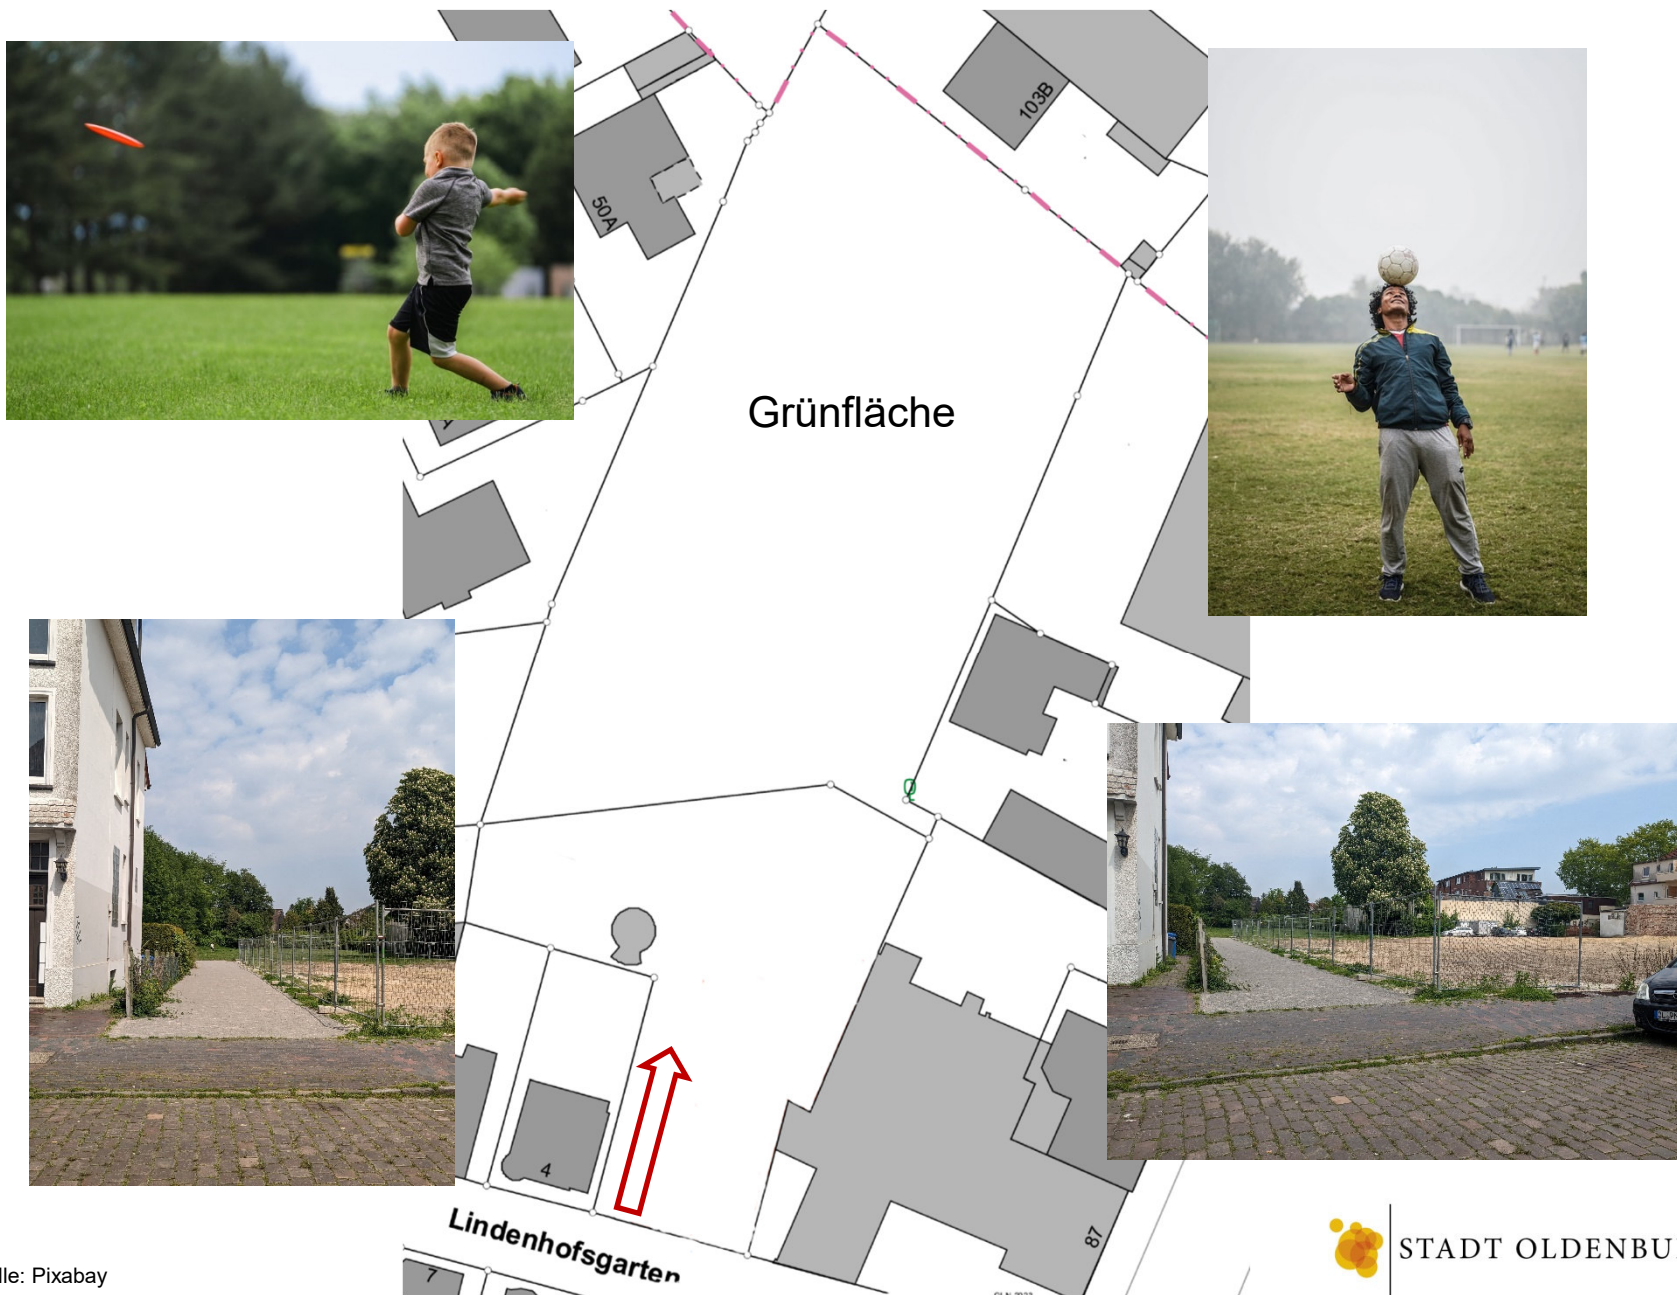 103B
50A
Grünfläche
4
Lindenhofsgarten
7
87
lle: Pixabay
STADT OLDENBU